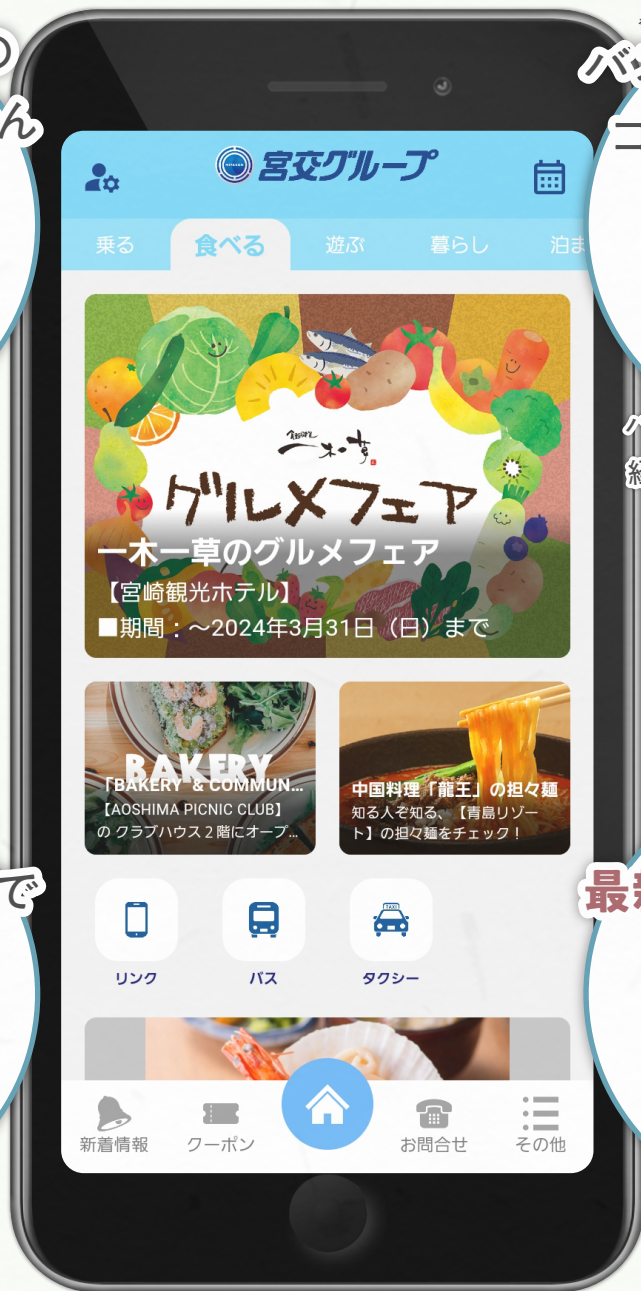 の
ん
バ
ニ
宮交グループ
乗る
食べる
遊ぶ
暮らし
泊ま
一木一草
グルメフェア
一木一草のグルメフェア
【宮崎観光ホテル】
■期間：～2024年3月31日（日）まで
BAKERY
「BAKERY & COMMUN...
【AOSHIMA PICNIC CLUB】
の クラブハウス２階にオープ...
中国料理「龍王」の担々麺
知る人ぞ知る、【青島リゾー
ト】の担々麺をチェック！
で
最新
リンク
バス
TAXI
タクシー
新着情報
クーポン
お問合せ
その他